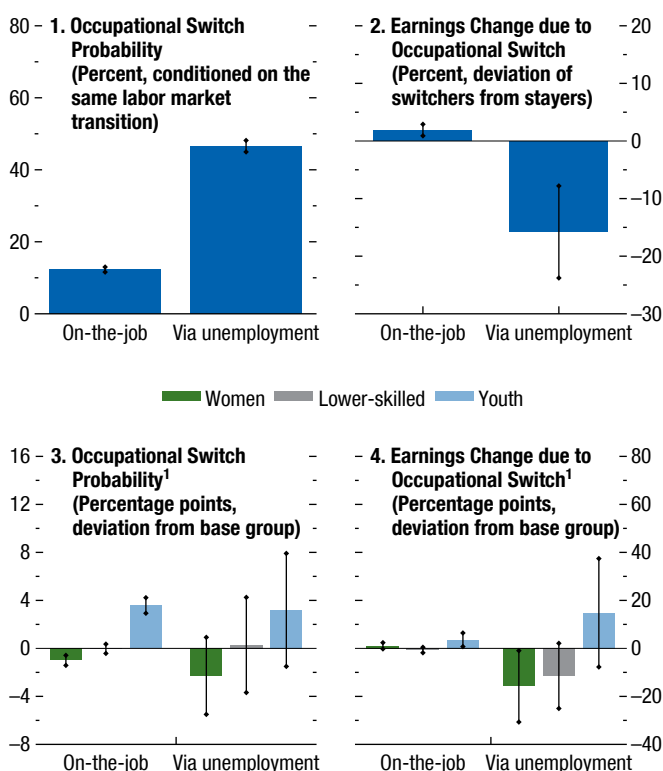 1. Occupational Switch
Probability
(Percent, conditioned on the
same labor market
transition)
80
60
40
20
0
On-the-job Via unemployment
2. Earnings Change due to
Occupational Switch
(Percent, deviation of
switchers from stayers)
20
10
0
–10
–20
–30
On-the-job Via unemployment
Women Lower-skilled Youth
3. Occupational Switch
Probability¹
(Percentage points,
deviation from base group)
16
12
8
4
0
–4
–8
On-the-job Via unemployment
4. Earnings Change due to
Occupational Switch¹
(Percentage points,
deviation from base group)
80
60
40
20
0
–20
–40
On-the-job Via unemployment